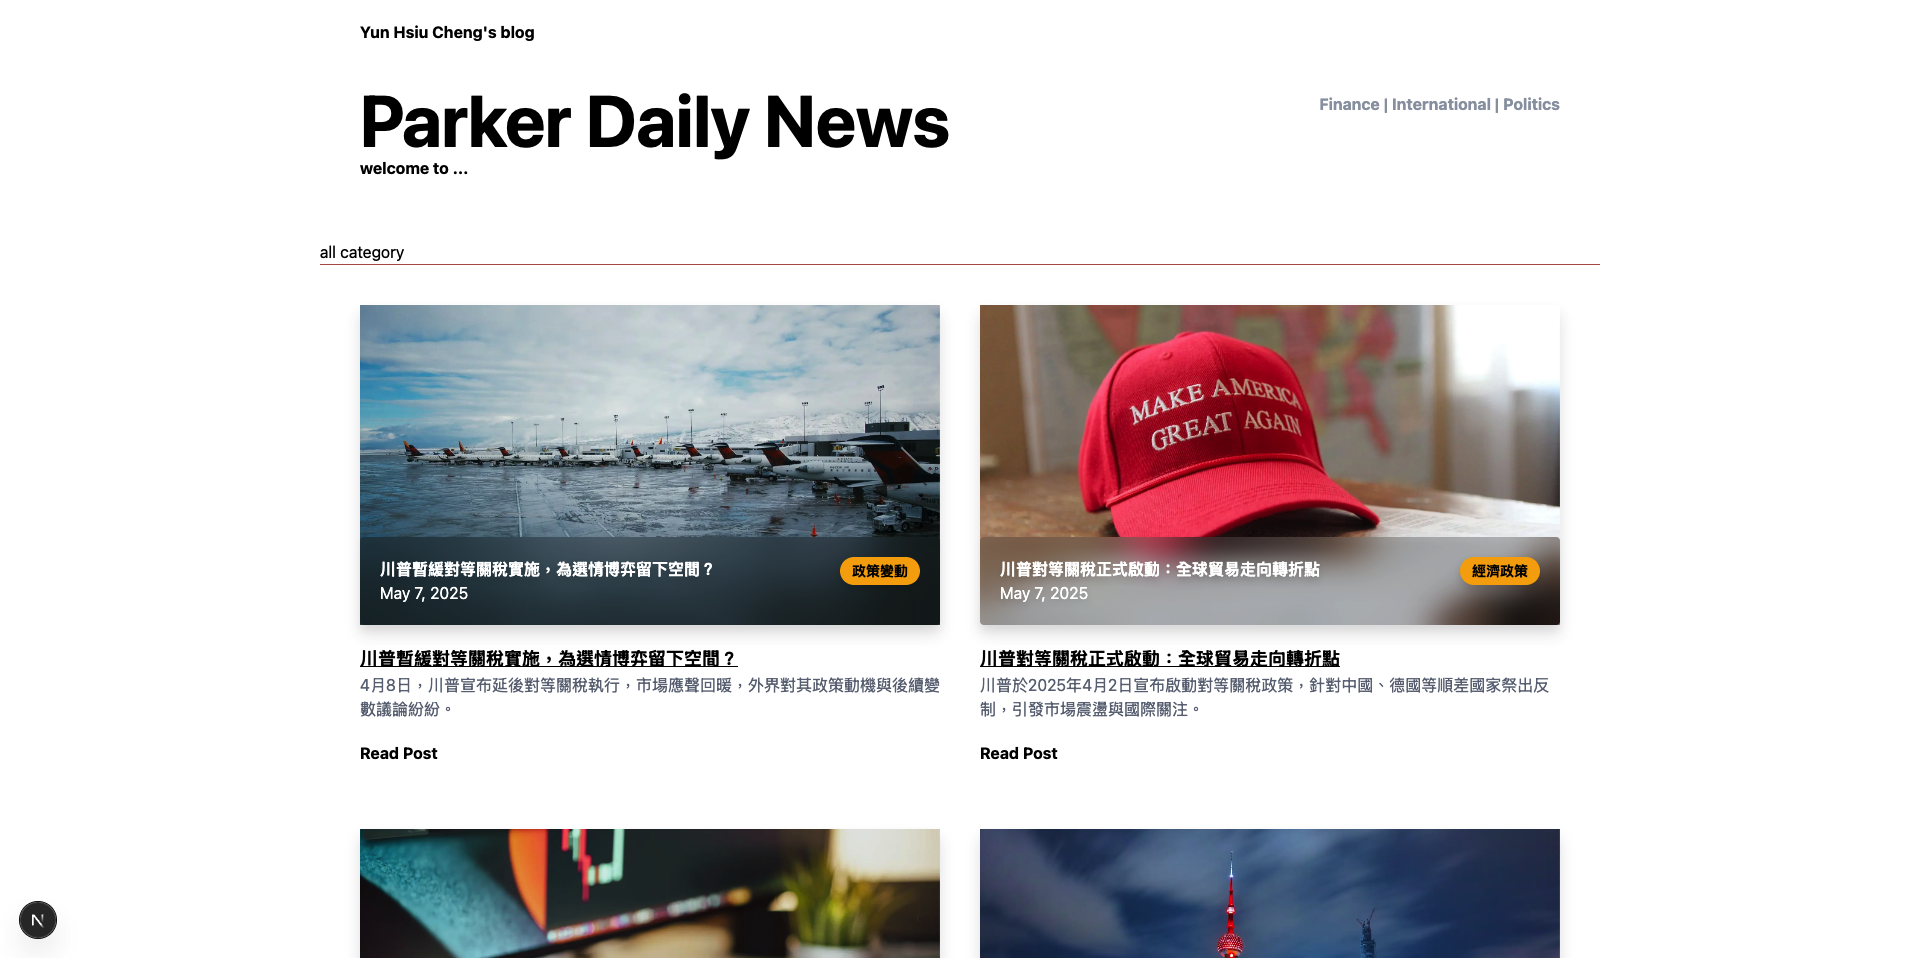 Yun Hsiu Cheng's blog
Parker Daily News
Finance | International | Politics
welcome to ...
all category
MAKE AMERICA
GREAT AGAIN
川普暫緩對等關稅實施，為選情博弈留下空間？
政策變動
May 7, 2025
川普對等關稅正式啟動：全球貿易走向轉折點
經濟政策
May 7, 2025
川普暫緩對等關稅實施，為選情博弈留下空間？
4月8日，川普宣布延後對等關稅執行，市場應聲回暖，外界對其政策動機與後續變
數議論紛紛。
Read Post
川普對等關稅正式啟動：全球貿易走向轉折點
川普於2025年4月2日宣布啟動對等關稅政策，針對中國、德國等順差國家祭出反
制，引發市場震盪與國際關注。
Read Post
N